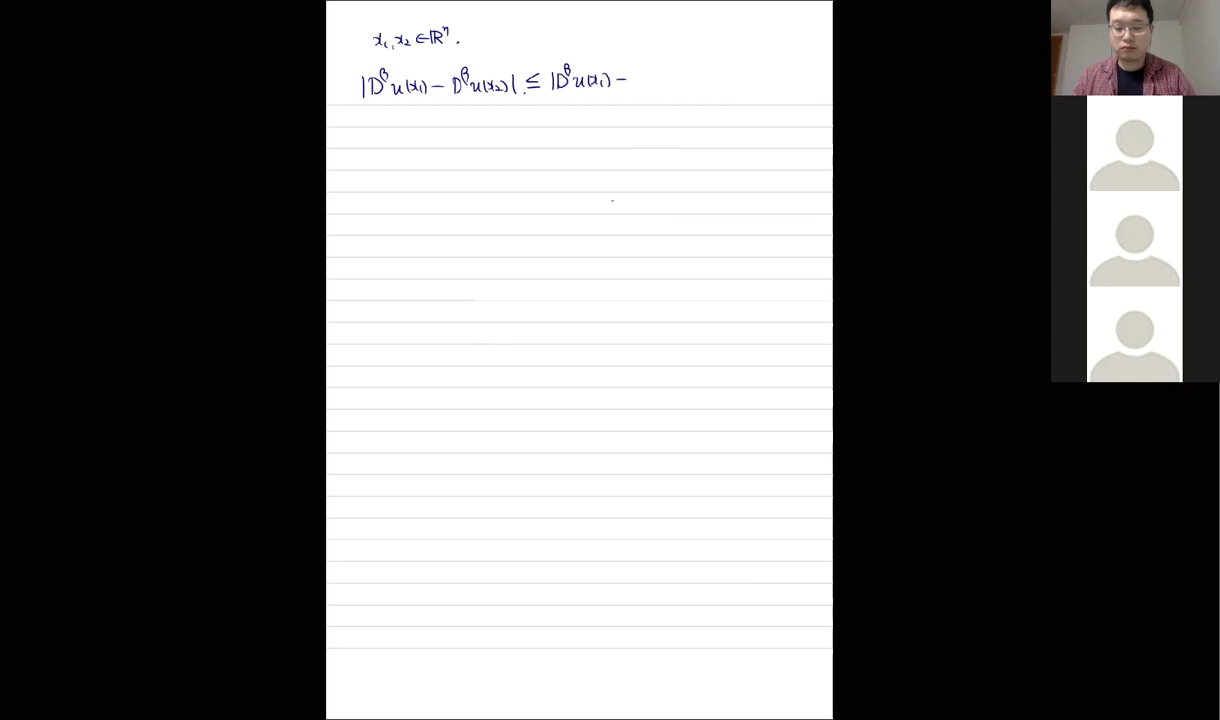 x₁, x₂ ∈ ℝⁿ.
|D^β u(x₁) − D^β u(x₂)| ≤ |D^β u(x₁) −